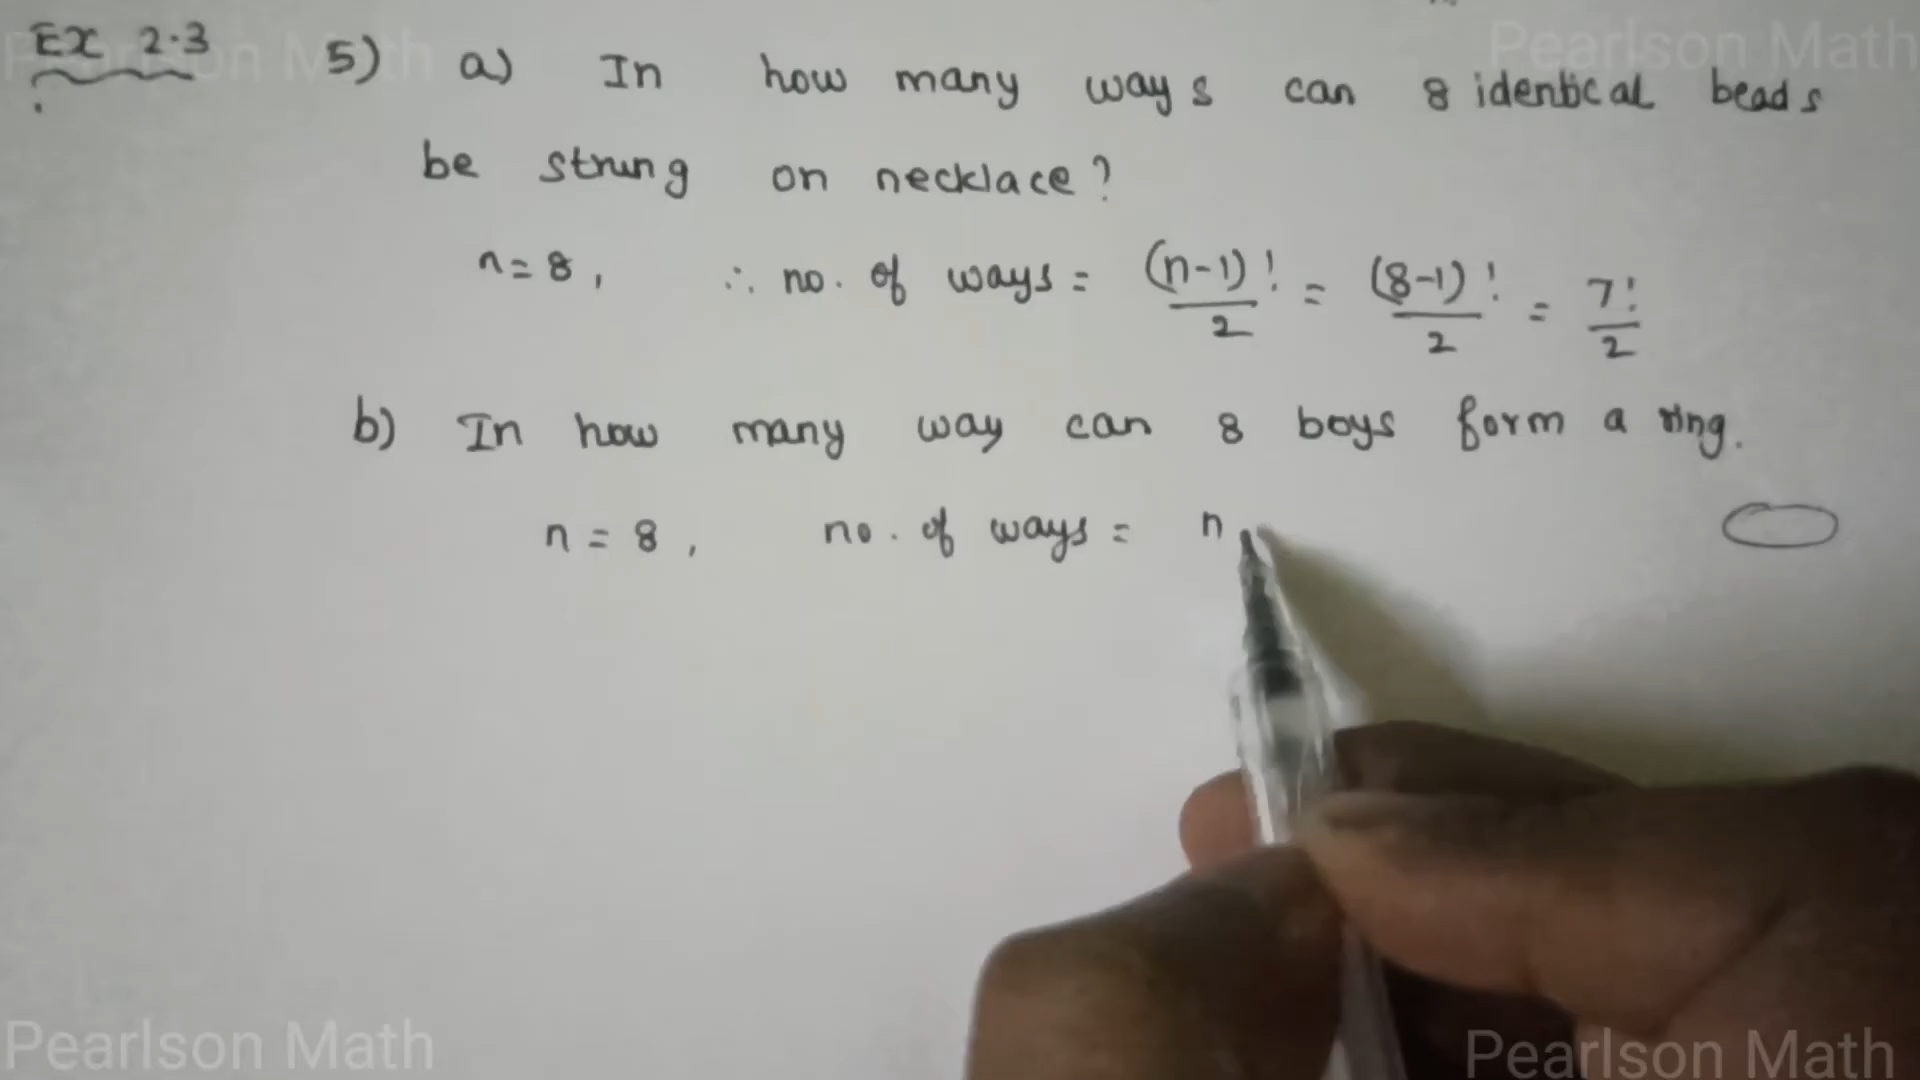 Pearlson Math Pearlson Math
Ex 2.3 5) a) In how many ways can 8 identical beads
be strung on necklace?
n = 8 , ∴ no. of ways = (n-1)!/2 = (8-1)!/2 = 7!/2
b) In how many way can 8 boys form a ring.
n = 8 , no. of ways = n
Pearlson Math Pearlson Math